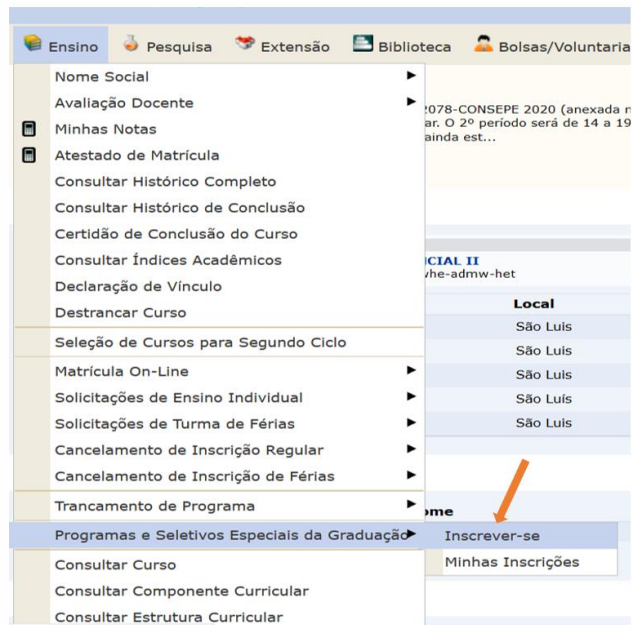 Ensino Pesquisa Extensão Biblioteca Bolsas/Voluntaria
Nome Social
Avaliação Docente
Minhas Notas
Atestado de Matrícula
Consultar Histórico Completo
Consultar Histórico de Conclusão
Certidão de Conclusão do Curso
Consultar Índices Acadêmicos
Declaração de Vínculo
Destrancar Curso
Seleção de Cursos para Segundo Ciclo
Matrícula On-Line
Solicitações de Ensino Individual
Solicitações de Turma de Férias
Cancelamento de Inscrição Regular
Cancelamento de Inscrição de Férias
Trancamento de Programa
Programas e Seletivos Especiais da Graduação
Consultar Curso
Consultar Componente Curricular
Consultar Estrutura Curricular
2078-CONSEPE 2020 (anexada n
ar. O 2º período será de 14 a 19
ainda est...
CIAL II
vhe-admw-het
Local
São Luis
São Luis
São Luis
São Luís
São Luis
ome
Inscrever-se
Minhas Inscrições